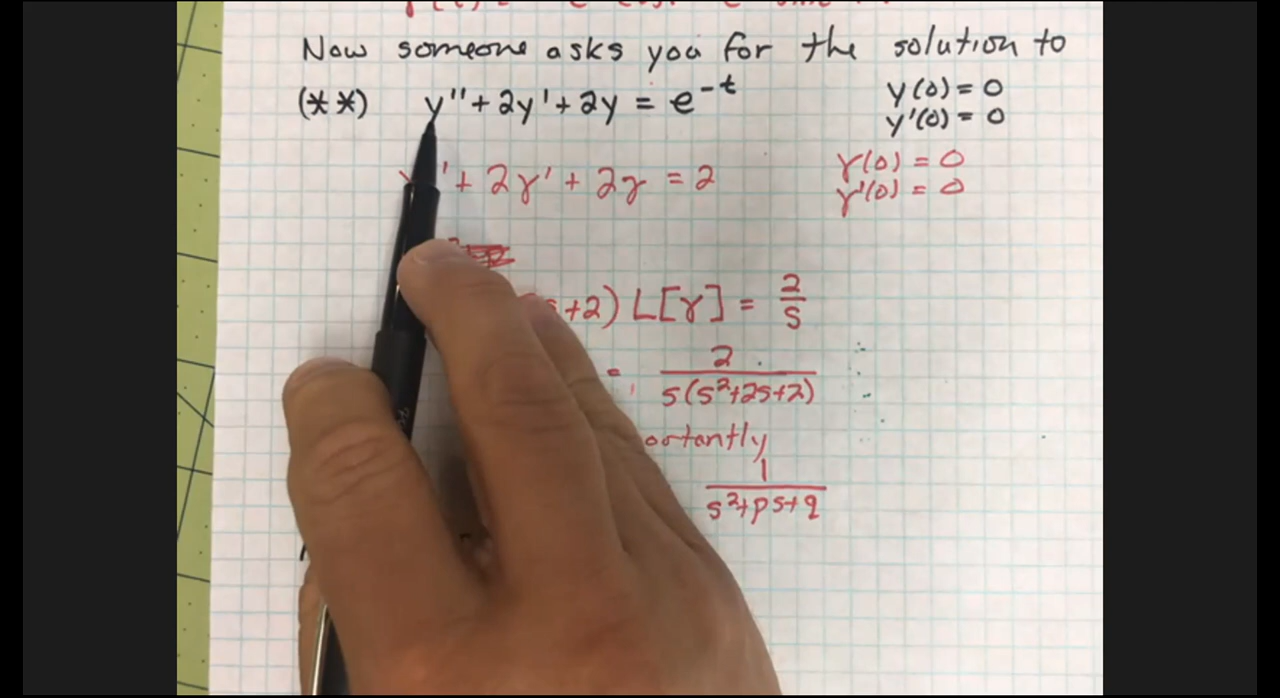 Now someone asks you for the solution to
(**) y'' + 2y' + 2y = e^{-t} y(0) = 0
y'(0) = 0
' + 2γ' + 2γ = 2 γ(0) = 0
γ'(0) = 0
+2) L[γ] = 2/s
= 2/(s(s²+2s+2))
1/(s²+ps+q)